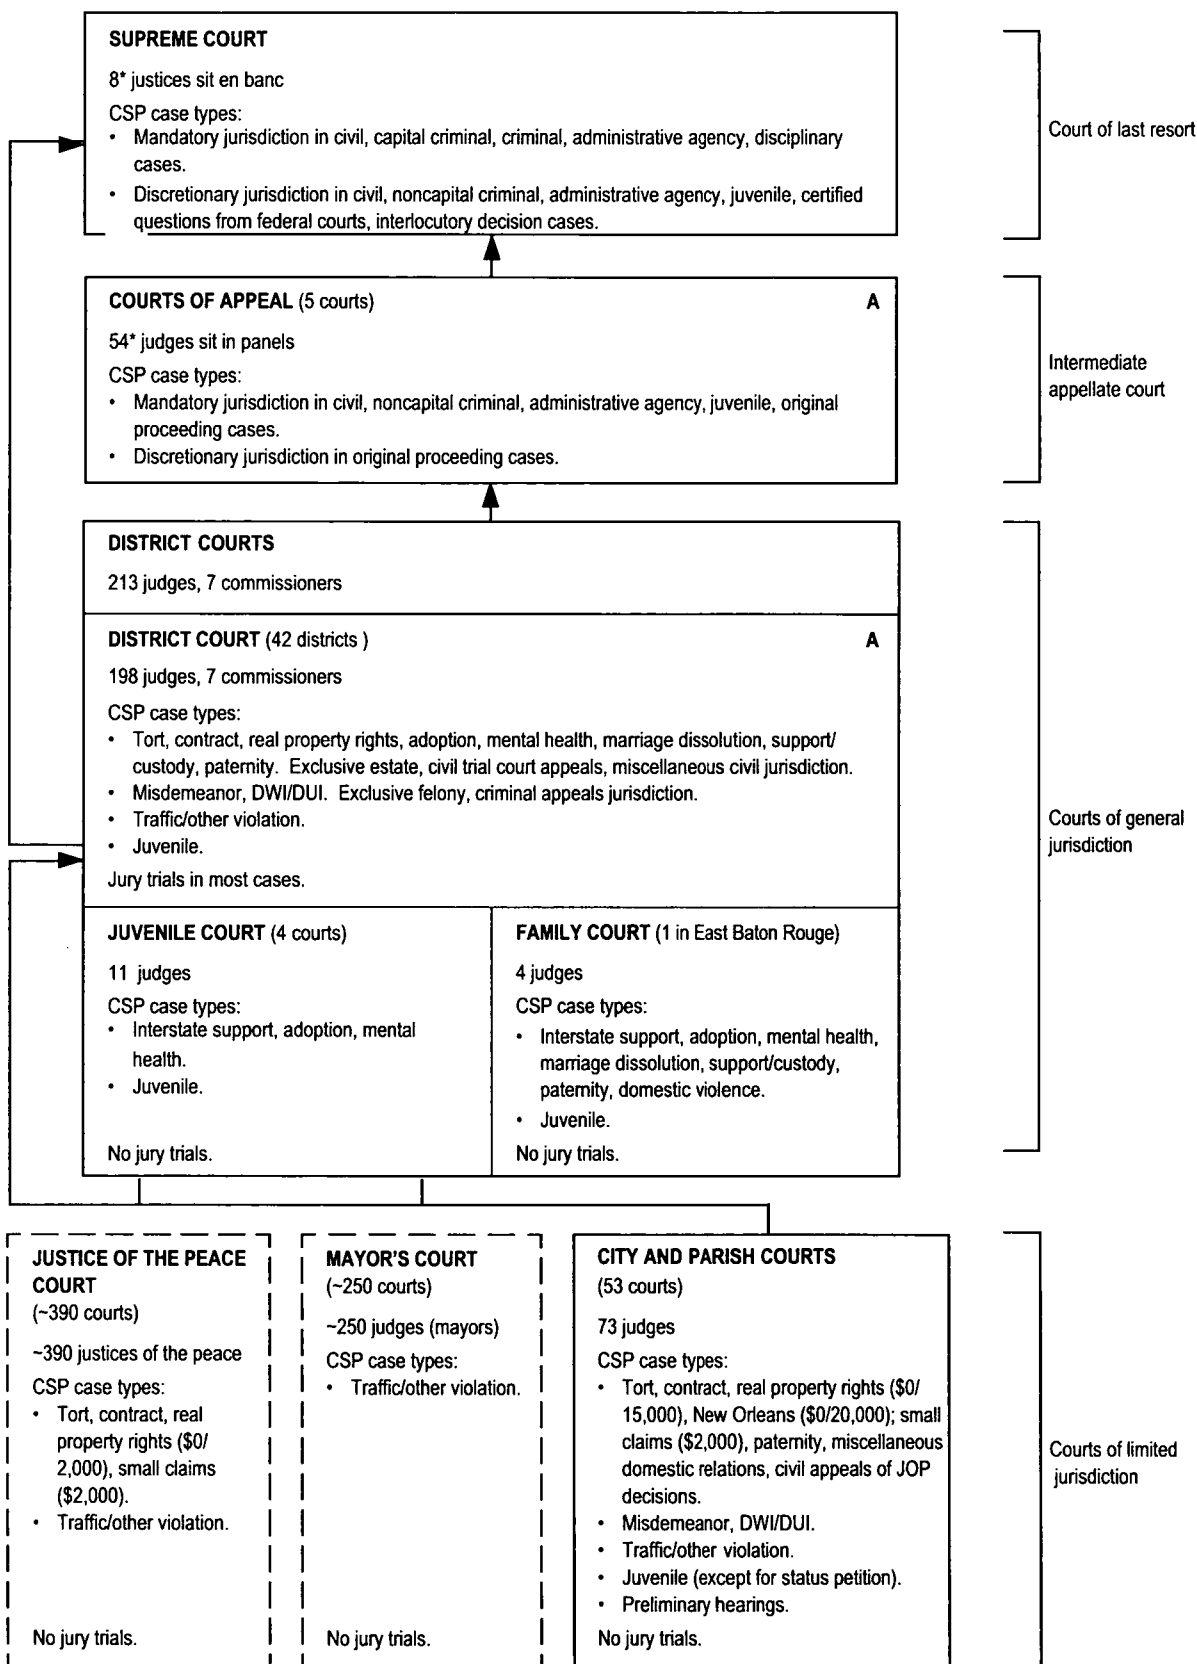 SUPREME COURT
8* justices sit en banc
CSP case types:
• Mandatory jurisdiction in civil, capital criminal, criminal, administrative agency, disciplinary
cases.
• Discretionary jurisdiction in civil, noncapital criminal, administrative agency, juvenile, certified
questions from federal courts, interlocutory decision cases.
Court of last resort
COURTS OF APPEAL (5 courts) A
54* judges sit in panels
CSP case types:
• Mandatory jurisdiction in civil, noncapital criminal, administrative agency, juvenile, original
proceeding cases.
• Discretionary jurisdiction in original proceeding cases.
Intermediate
appellate court
DISTRICT COURTS
213 judges, 7 commissioners
DISTRICT COURT (42 districts ) A
198 judges, 7 commissioners
CSP case types:
• Tort, contract, real property rights, adoption, mental health, marriage dissolution, support/
custody, paternity. Exclusive estate, civil trial court appeals, miscellaneous civil jurisdiction.
• Misdemeanor, DWI/DUI. Exclusive felony, criminal appeals jurisdiction.
• Traffic/other violation.
• Juvenile.
Jury trials in most cases.
Courts of general
jurisdiction
JUVENILE COURT (4 courts)
11 judges
CSP case types:
• Interstate support, adoption, mental
health.
• Juvenile.
No jury trials.
FAMILY COURT (1 in East Baton Rouge)
4 judges
CSP case types:
• Interstate support, adoption, mental health,
marriage dissolution, support/custody,
paternity, domestic violence.
• Juvenile.
No jury trials.
JUSTICE OF THE PEACE
COURT
(~390 courts)
~390 justices of the peace
CSP case types:
• Tort, contract, real
property rights ($0/
2,000), small claims
($2,000).
• Traffic/other violation.
No jury trials.
MAYOR'S COURT
(~250 courts)
~250 judges (mayors)
CSP case types:
• Traffic/other violation.
No jury trials.
CITY AND PARISH COURTS
(53 courts)
73 judges
CSP case types:
• Tort, contract, real property rights ($0/
15,000), New Orleans ($0/20,000); small
claims ($2,000), paternity, miscellaneous
domestic relations, civil appeals of JOP
decisions.
• Misdemeanor, DWI/DUI.
• Traffic/other violation.
• Juvenile (except for status petition).
• Preliminary hearings.
No jury trials.
Courts of limited
jurisdiction